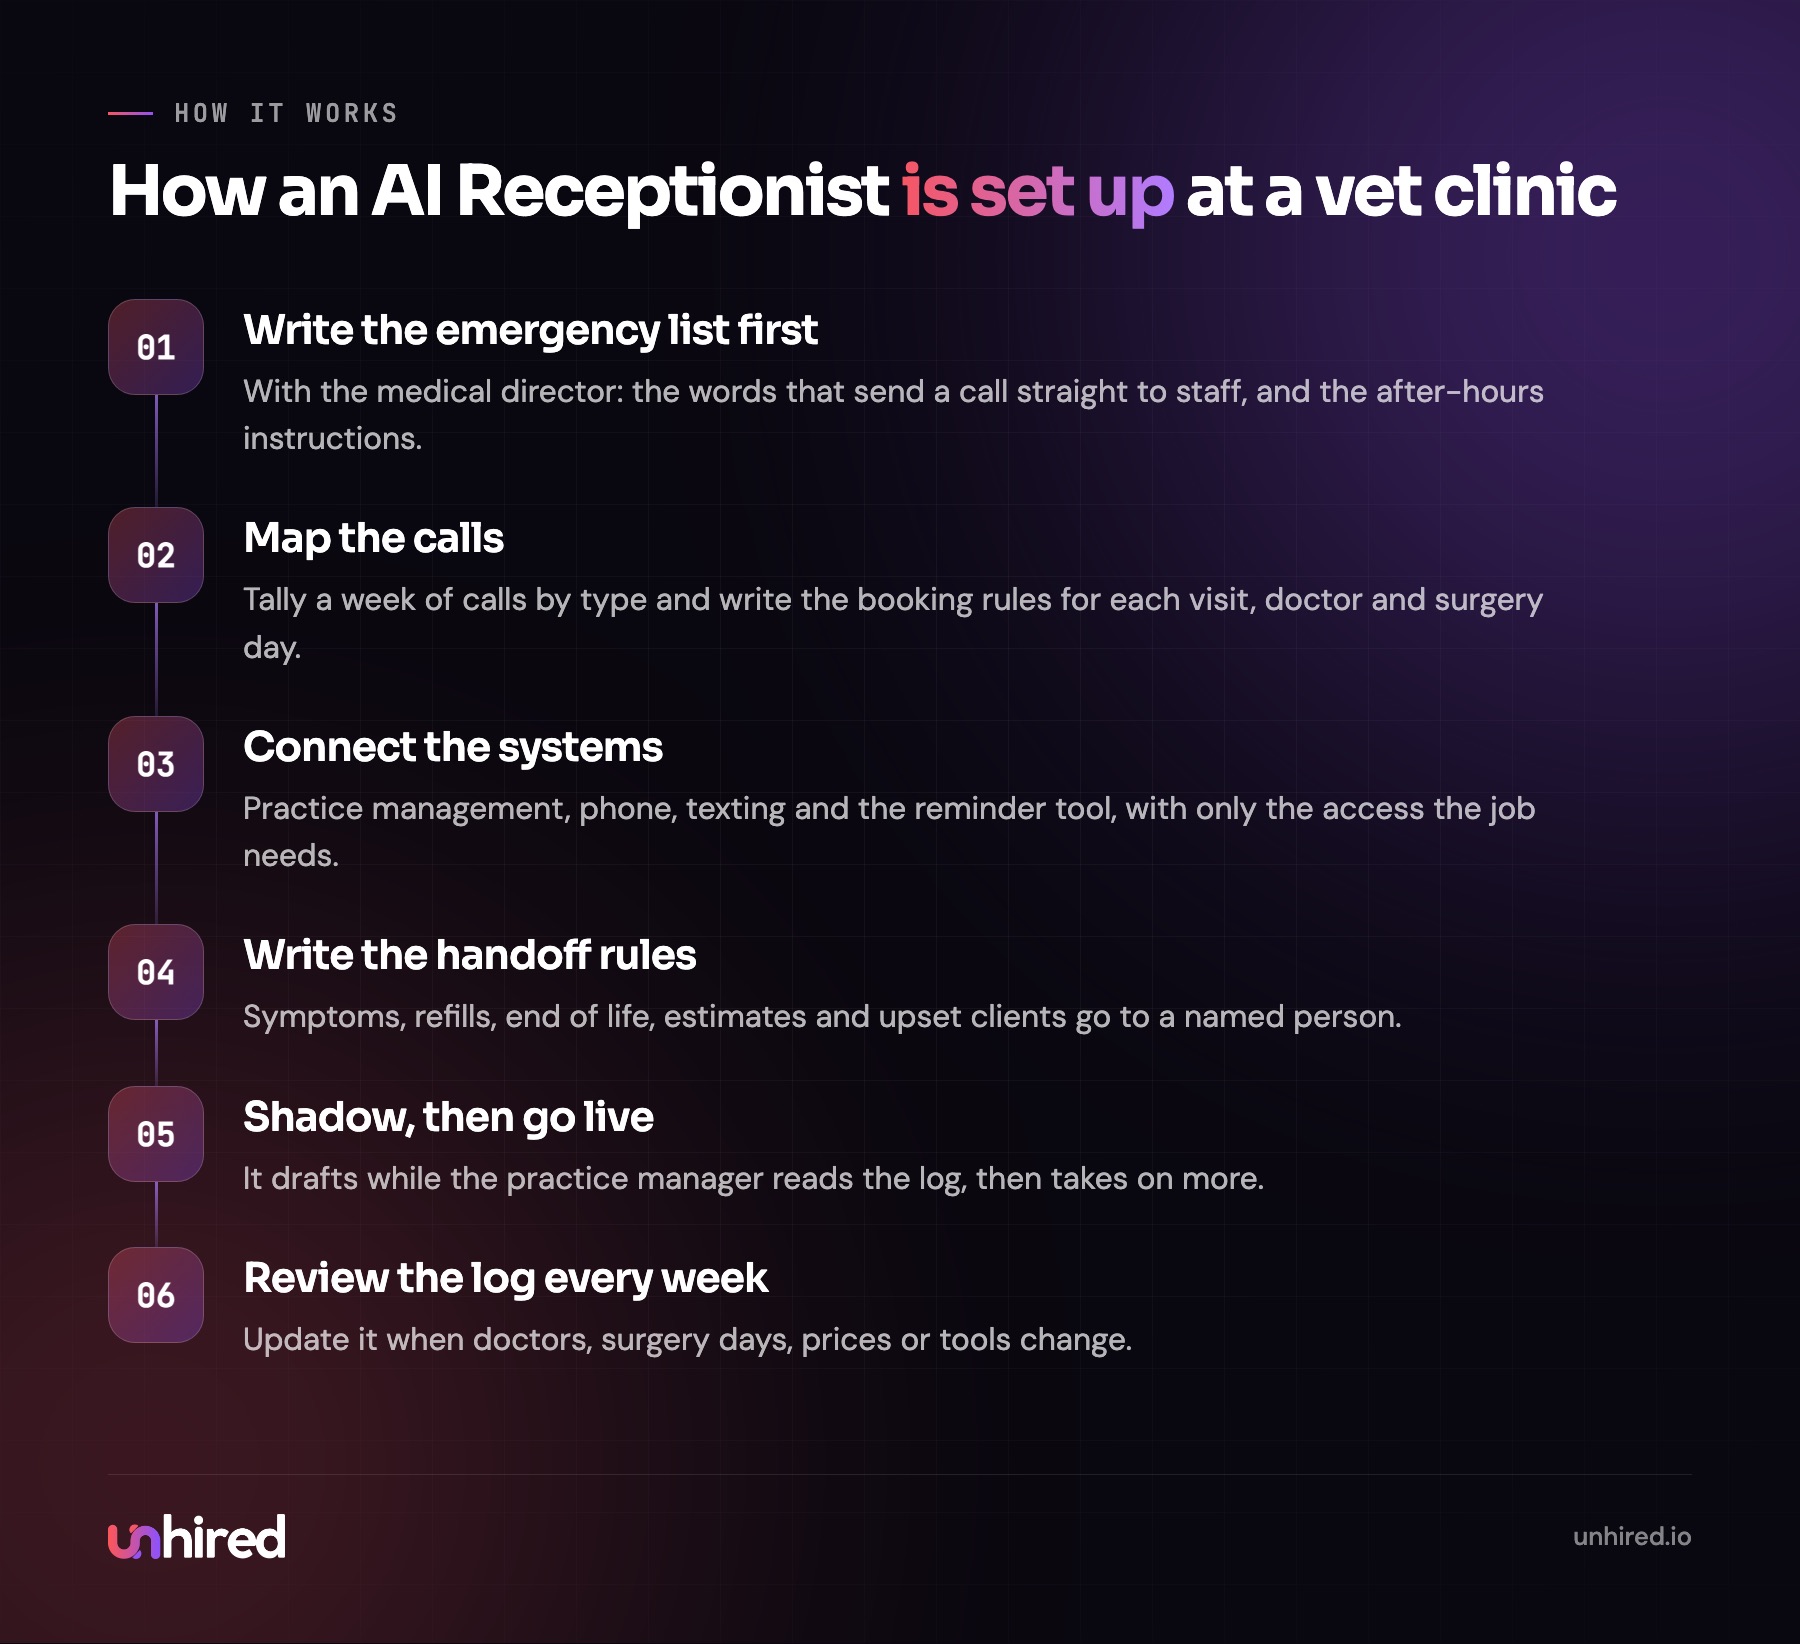 HOW IT WORKS
How an AI Receptionist is set up at a vet clinic
01
Write the emergency list first
With the medical director: the words that send a call straight to staff, and the after-hours
instructions.
02
Map the calls
Tally a week of calls by type and write the booking rules for each visit, doctor and surgery
day.
03
Connect the systems
Practice management, phone, texting and the reminder tool, with only the access the job
needs.
04
Write the handoff rules
Symptoms, refills, end of life, estimates and upset clients go to a named person.
05
Shadow, then go live
It drafts while the practice manager reads the log, then takes on more.
06
Review the log every week
Update it when doctors, surgery days, prices or tools change.
unhired
unhired.io